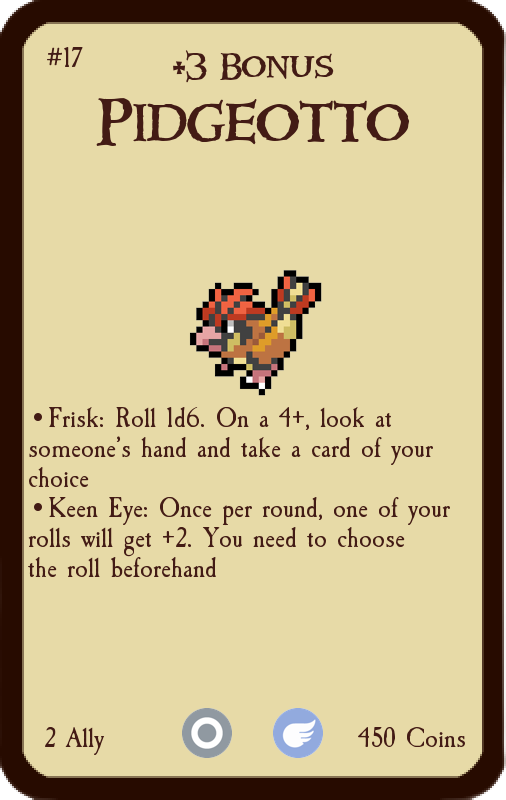 #17
+3 Bonus
Pidgeotto
•Frisk: Roll 1d6. On a 4+, look at
someone's hand and take a card of your
choice
•Keen Eye: Once per round, one of your
rolls will get +2. You need to choose
the roll beforehand
2 Ally
450 Coins